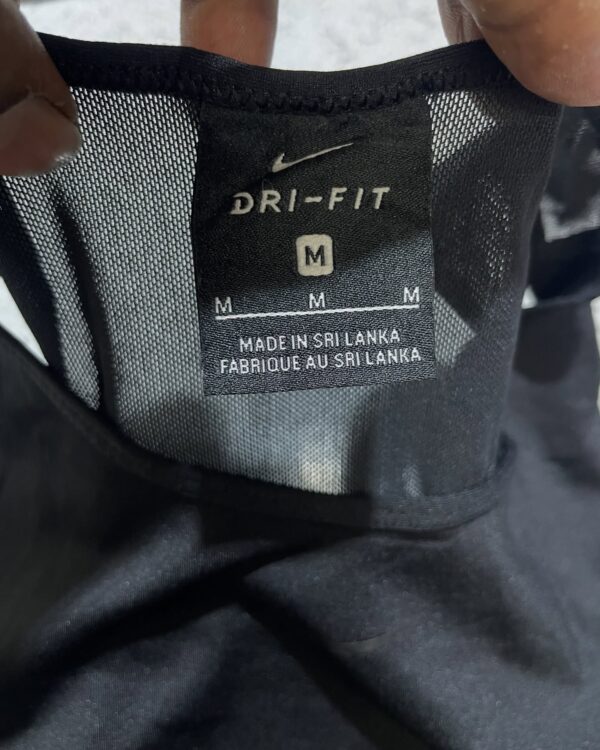 DRI-FIT
M
M M M
MADE IN SRI LANKA
FABRIQUE AU SRI LANKA